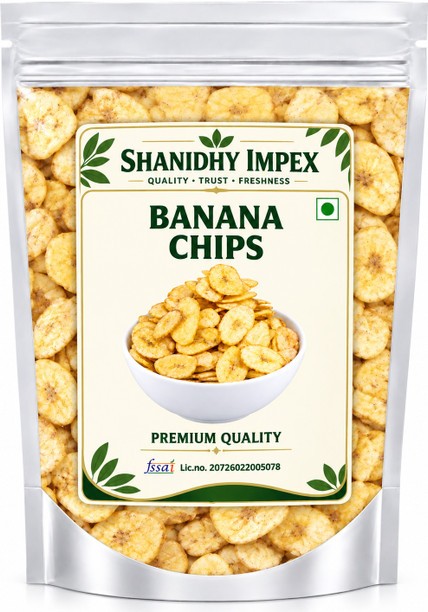 SHANIDHY IMPEX
QUALITY • TRUST • FRESHNESS
BANANA
CHIPS
PREMIUM QUALITY
fssai Lic.no. 20726022005078